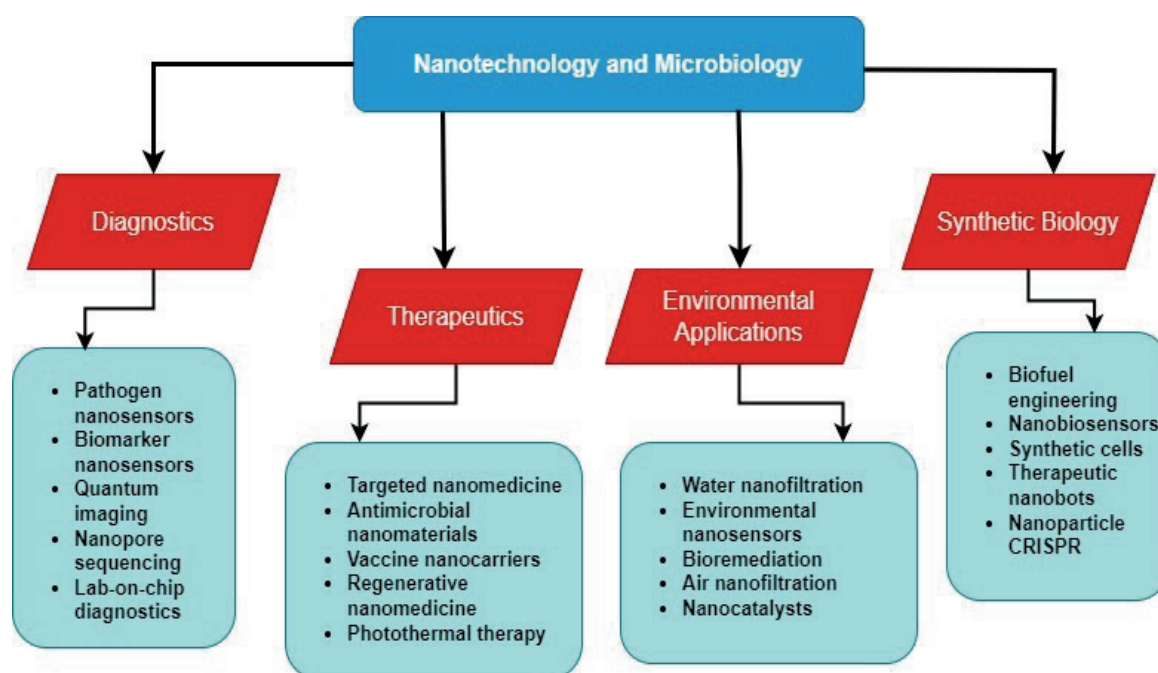 Nanotechnology and Microbiology
Diagnostics
• Pathogen
nanosensors
• Biomarker
nanosensors
• Quantum
imaging
• Nanopore
sequencing
• Lab-on-chip
diagnostics
Therapeutics
• Targeted nanomedicine
• Antimicrobial
nanomaterials
• Vaccine nanocarriers
• Regenerative
nanomedicine
• Photothermal therapy
Environmental
Applications
• Water nanofiltration
• Environmental
nanosensors
• Bioremediation
• Air nanofiltration
• Nanocatalysts
Synthetic Biology
• Biofuel
engineering
• Nanobiosensors
• Synthetic cells
• Therapeutic
nanobots
• Nanoparticle
CRISPR